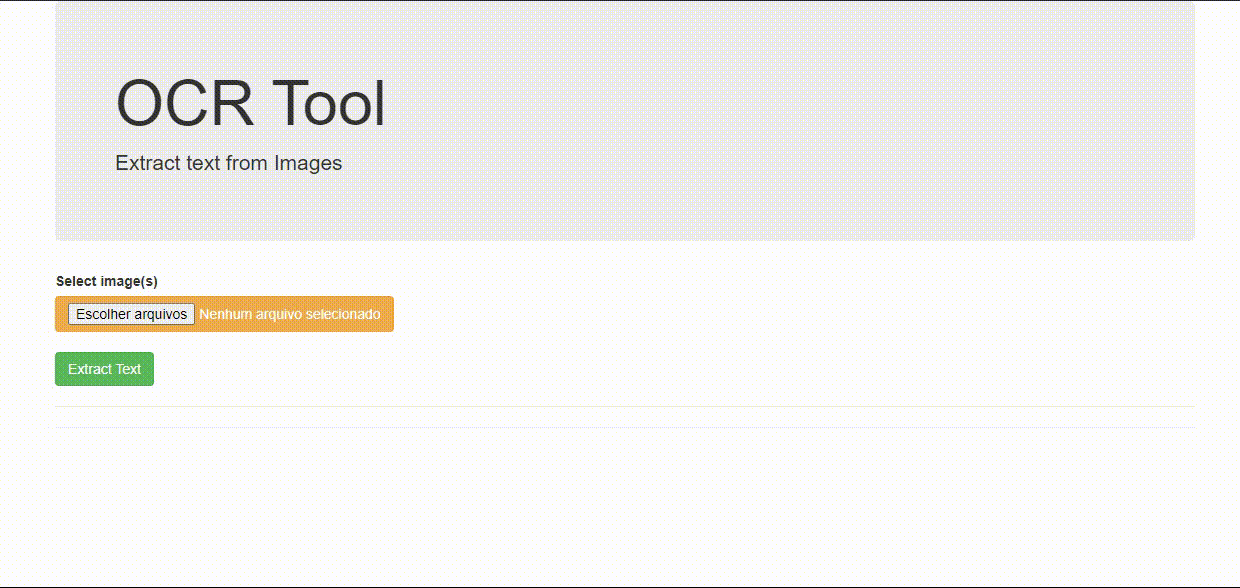 OCR Tool
Extract text from Images
Select image(s)
Escolher arquivos Nenhum arquivo selecionado
Extract Text